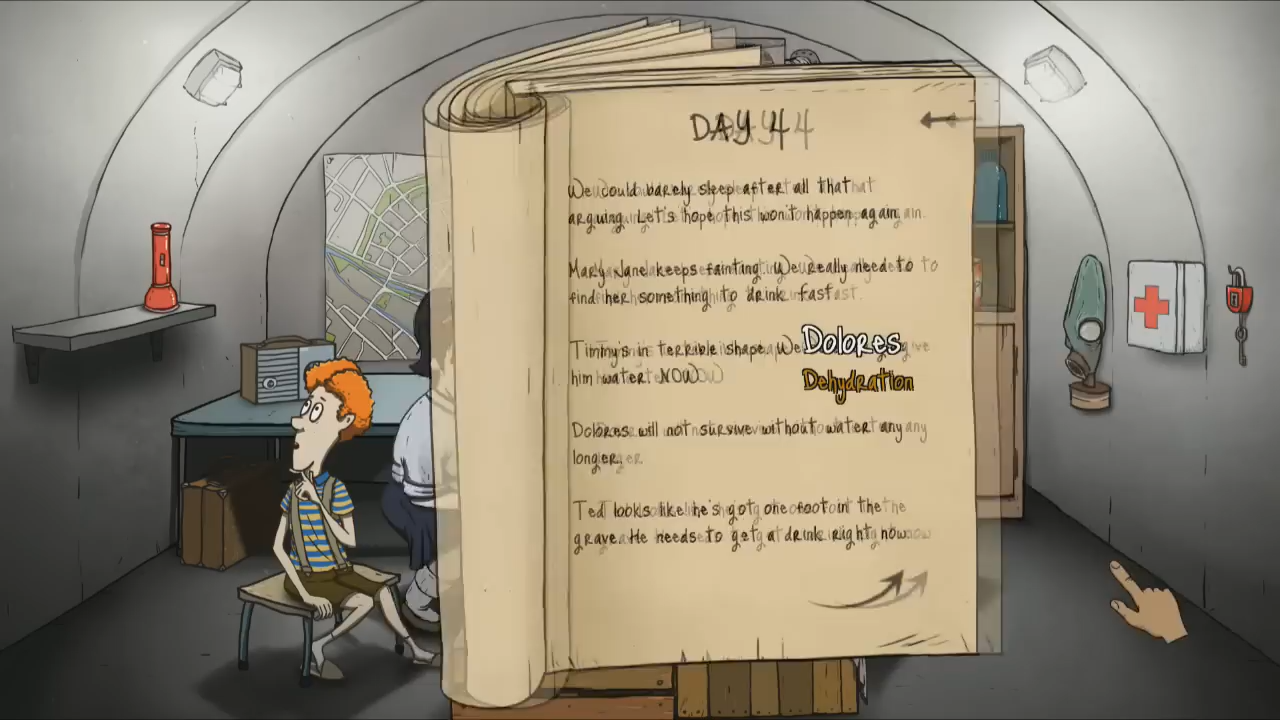 DAY 44
We could barely sleep after all that
arguing. Let's hope this won't happen again.
Mary Jane keeps fainting. We really need to
find her something to drink fast.
Timmy's in terrible shape. We
him water. NOW
Dolores
Dehydration
Dolores will not survive without water any
longer.
Ted looks like he's got one foot in the
grave. He needs to get a drink right now.